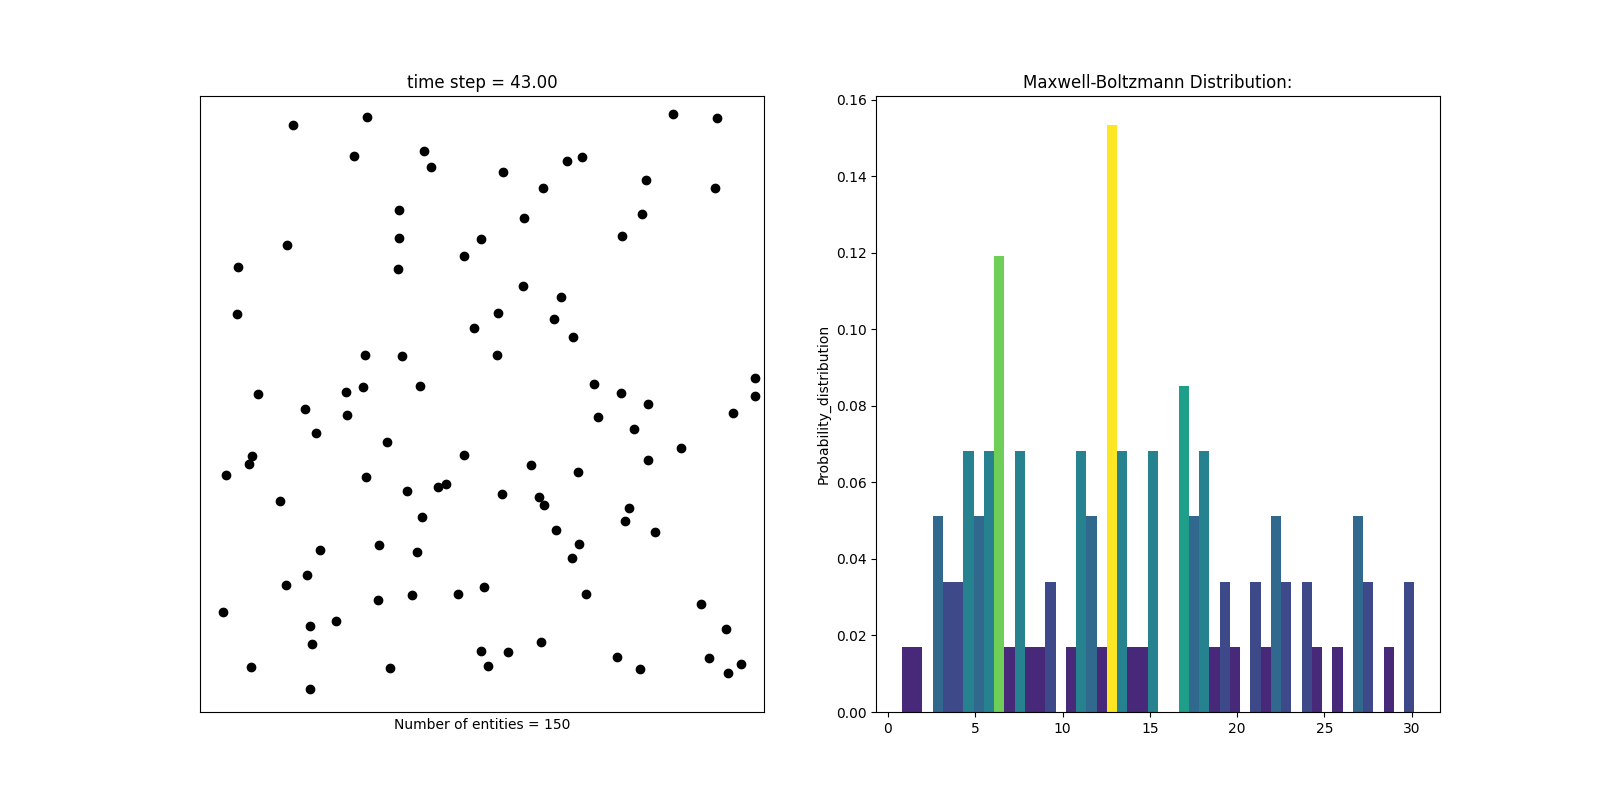 time step = 43.00
Number of entities = 150
Maxwell-Boltzmann Distribution:
Probability_distribution
0.16
0.14
0.12
0.10
0.08
0.06
0.04
0.02
0.00
0 5 10 15 20 25 30